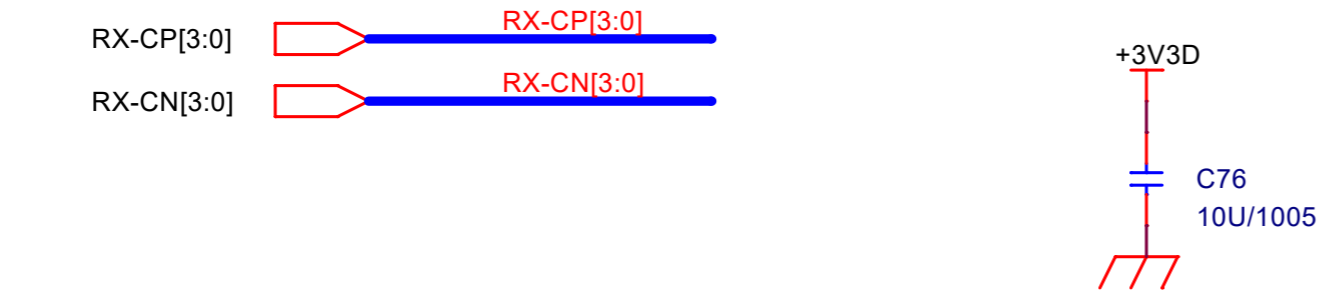 RX-CP[3:0]
RX-CP[3:0]
RX-CN[3:0]
RX-CN[3:0]
+3V3D
C76
10U/1005